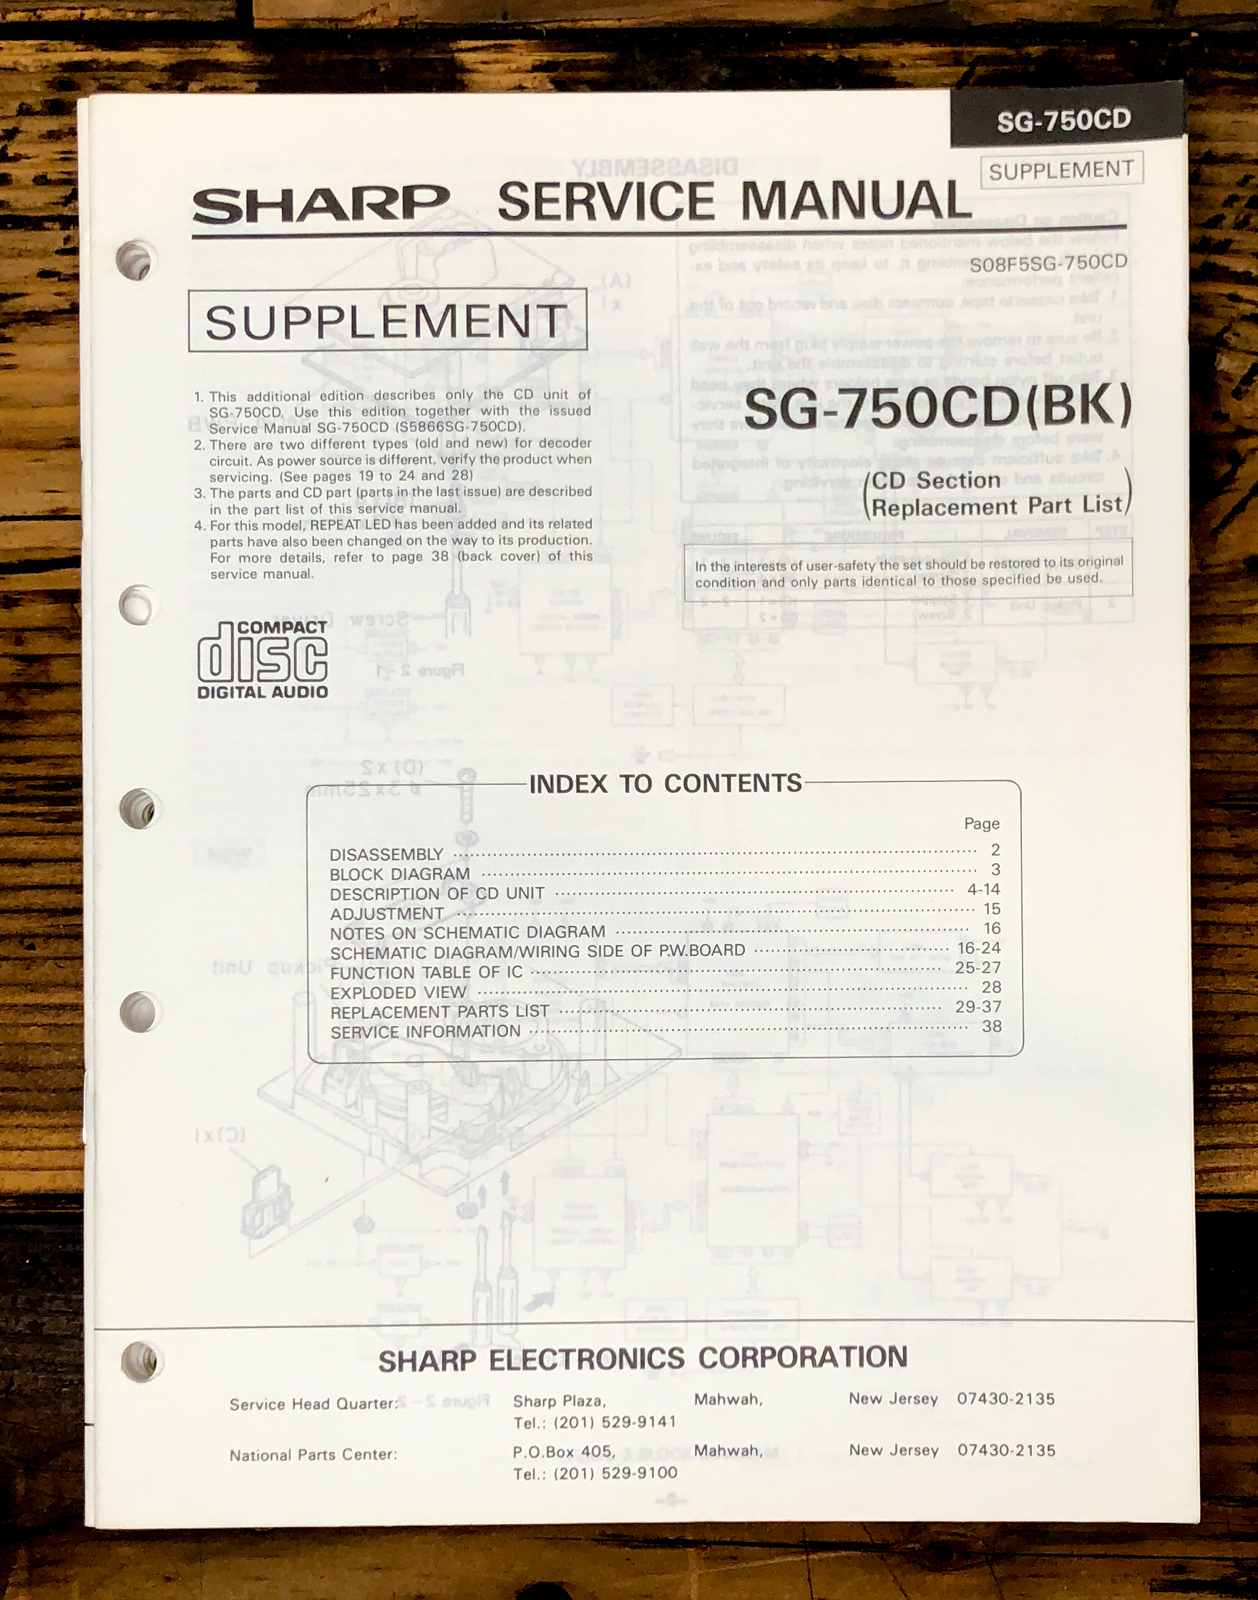 SG-750CD
SUPPLEMENT
SHARP SERVICE MANUAL
S08F5SG-750CD
SUPPLEMENT
1. This additional edition describes only the CD unit of
SG-750CD. Use this edition together with the issued
Service Manual SG-750CD (S5866SG-750CD).
2. There are two different types (old and new) for decoder
circuit. As power source is different, verify the product when
servicing. (See pages 19 to 24 and 28)
3. The parts and CD part (parts in the last issue) are described
in the part list of this service manual.
4. For this model, REPEAT LED has been added and its related
parts have also been changed on the way to its production.
For more details, refer to page 38 (back cover) of this
service manual.
SG-750CD(BK)
(CD Section
Replacement Part List)
In the interests of user-safety the set should be restored to its original
condition and only parts identical to those specified be used.
COMPACT
disc
DIGITAL AUDIO
INDEX TO CONTENTS
Page
DISASSEMBLY 2
BLOCK DIAGRAM 3
DESCRIPTION OF CD UNIT 4-14
ADJUSTMENT 15
NOTES ON SCHEMATIC DIAGRAM 16
SCHEMATIC DIAGRAM/WIRING SIDE OF P.W.BOARD 16-24
FUNCTION TABLE OF IC 25-27
EXPLODED VIEW 28
REPLACEMENT PARTS LIST 29-37
SERVICE INFORMATION 38
SHARP ELECTRONICS CORPORATION
Service Head Quarter: Sharp Plaza, Mahwah, New Jersey 07430-2135
Tel.: (201) 529-9141
National Parts Center: P.O.Box 405, Mahwah, New Jersey 07430-2135
Tel.: (201) 529-9100